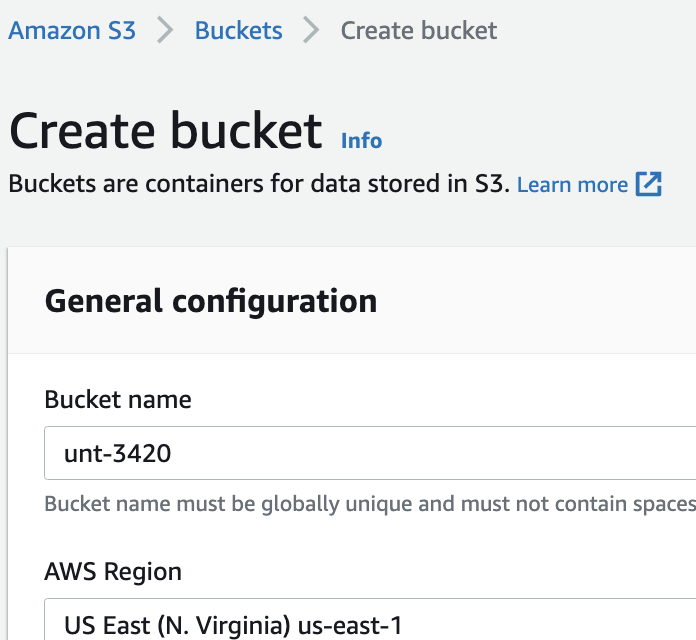 Amazon S3 > Buckets > Create bucket
Create bucket Info
Buckets are containers for data stored in S3. Learn more
General configuration
Bucket name
unt-3420
Bucket name must be globally unique and must not contain spaces
AWS Region
US East (N. Virginia) us-east-1